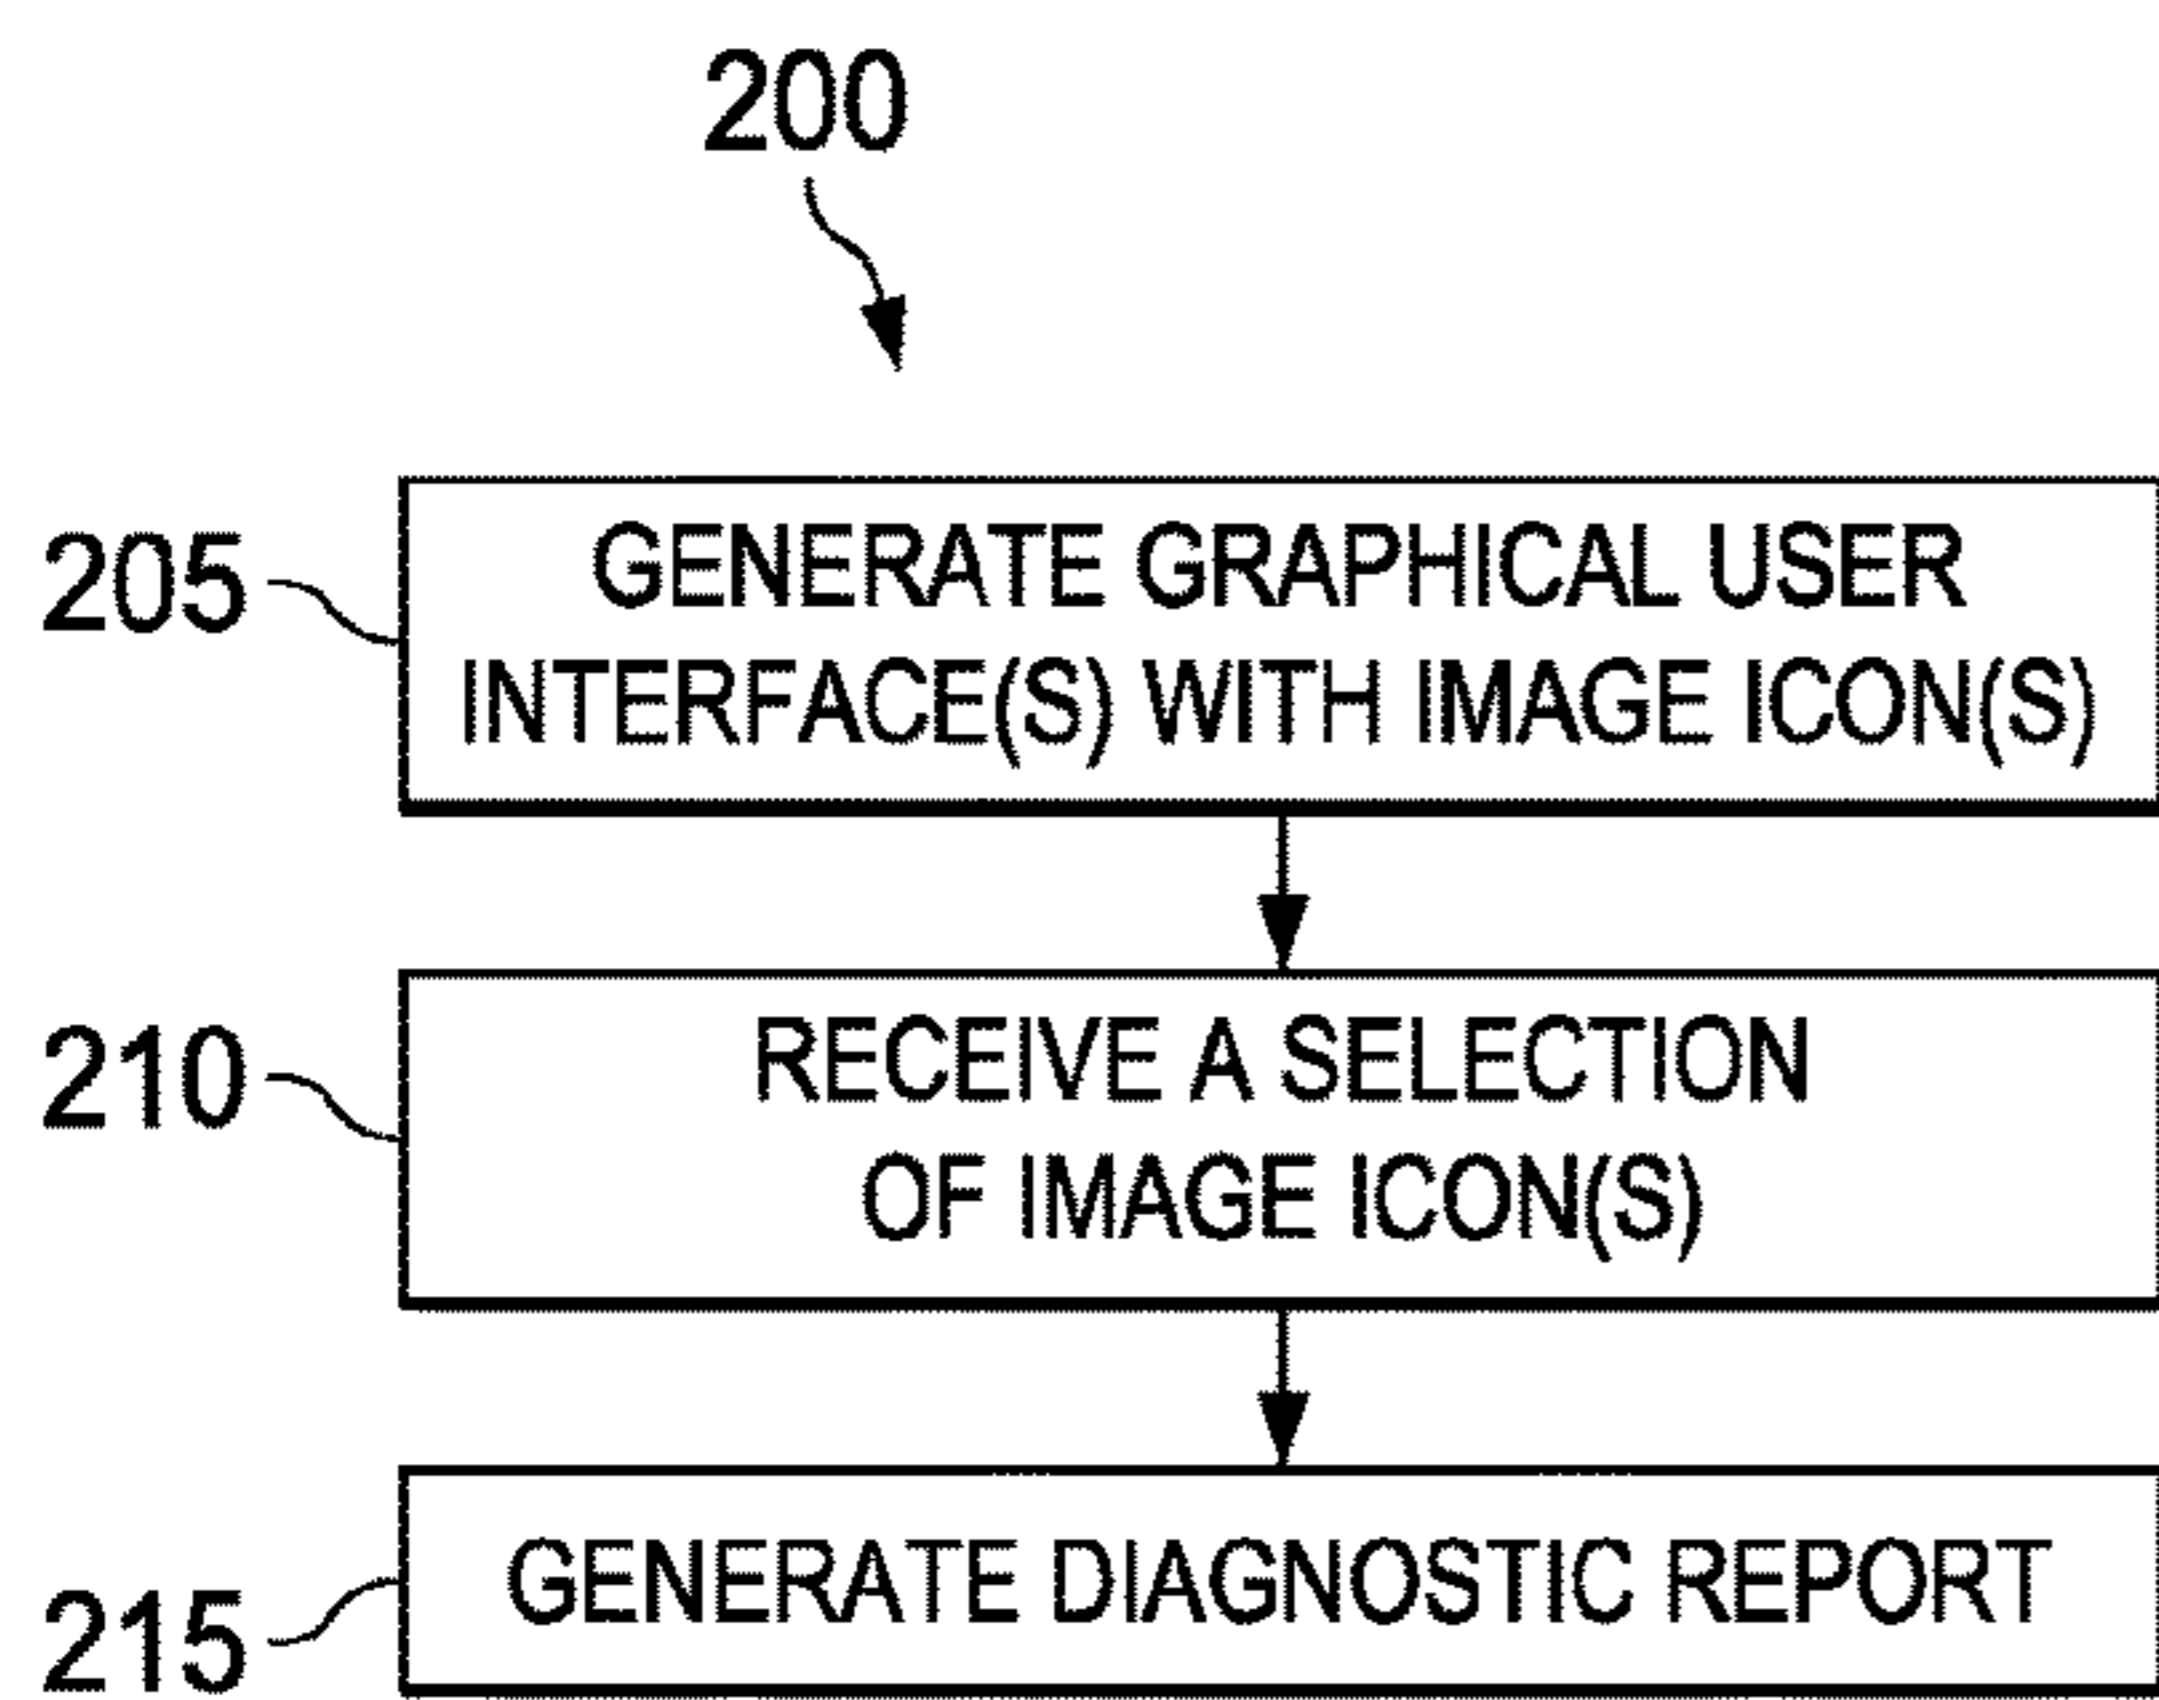 200
205
GENERATE GRAPHICAL USER
INTERFACE(S) WITH IMAGE ICON(S)
210
RECEIVE A SELECTION
OF IMAGE ICON(S)
215
GENERATE DIAGNOSTIC REPORT